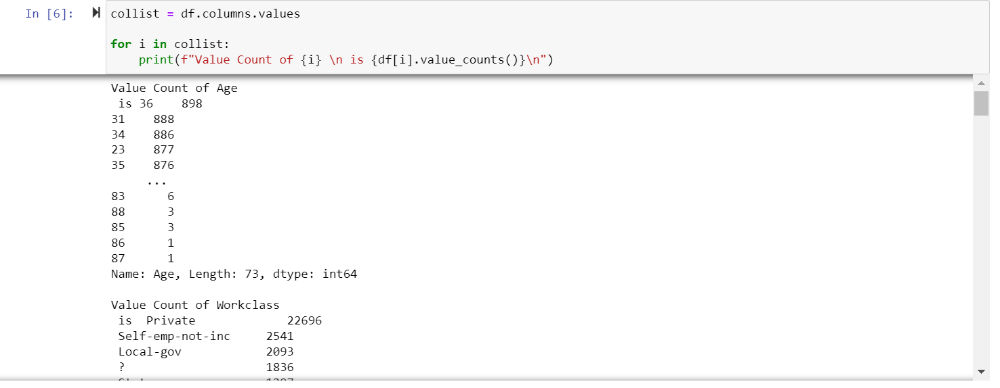 In [6]: collist = df.columns.values
for i in collist:
    print(f"Value Count of {i} \n is {df[i].value_counts()}\n")
Value Count of Age
 is 36    898
31    888
34    886
23    877
35    876
     ...
83      6
88      3
85      3
86      1
87      1
Name: Age, Length: 73, dtype: int64
Value Count of Workclass
 is  Private             22696
 Self-emp-not-inc     2541
 Local-gov            2093
 ?                    1836